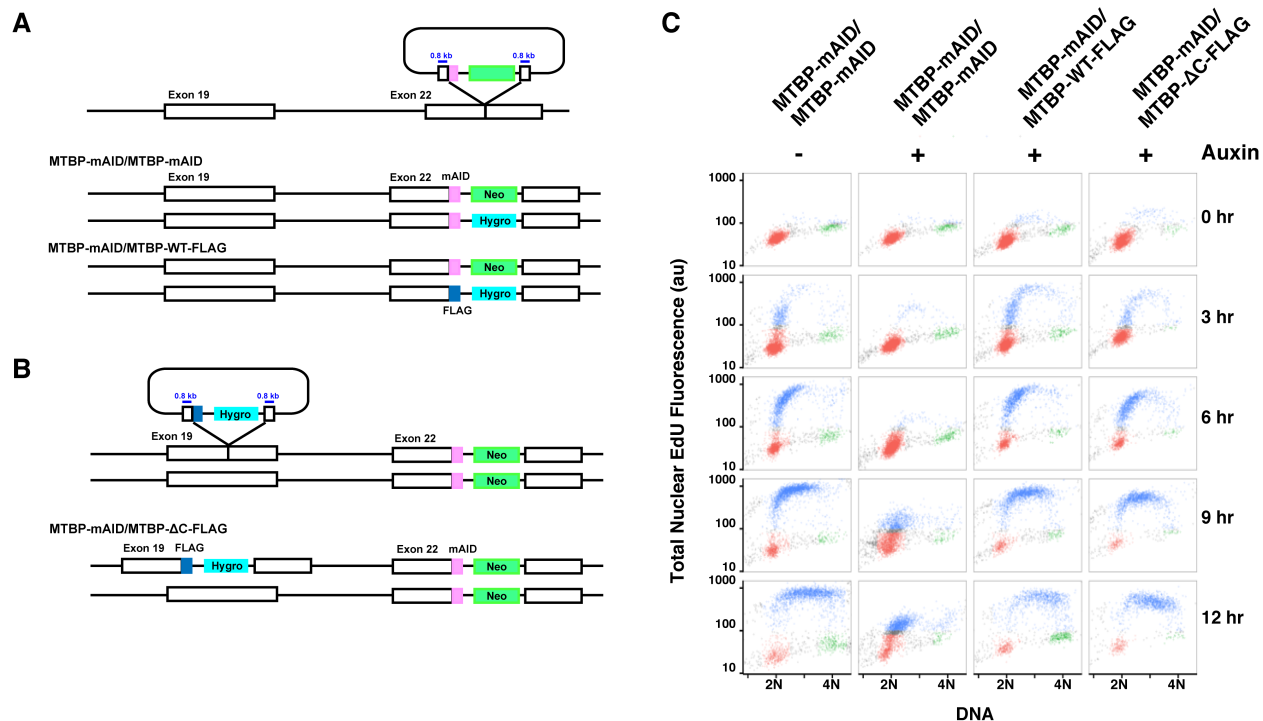 A
0.8 kb 0.8 kb
Exon 19 Exon 22
MTBP-mAID/MTBP-mAID
Exon 19 Exon 22 mAID
Neo
Hygro
MTBP-mAID/MTBP-WT-FLAG
Neo
Hygro
FLAG
B
0.8 kb 0.8 kb
Hygro
Exon 19 Exon 22
Neo
Neo
MTBP-mAID/MTBP-ΔC-FLAG
Exon 19 FLAG Exon 22 mAID
Hygro Neo
Neo
C
MTBP-mAID/
MTBP-mAID
MTBP-mAID/
MTBP-mAID
MTBP-mAID/
MTBP-WT-FLAG
MTBP-mAID/
MTBP-ΔC-FLAG
- + + + Auxin
Total Nuclear EdU Fluorescence (au)
1000
100 0 hr
10
1000
100 3 hr
10
1000
100 6 hr
10
1000
100 9 hr
10
1000
100 12 hr
10
2N 4N 2N 4N 2N 4N 2N 4N
DNA